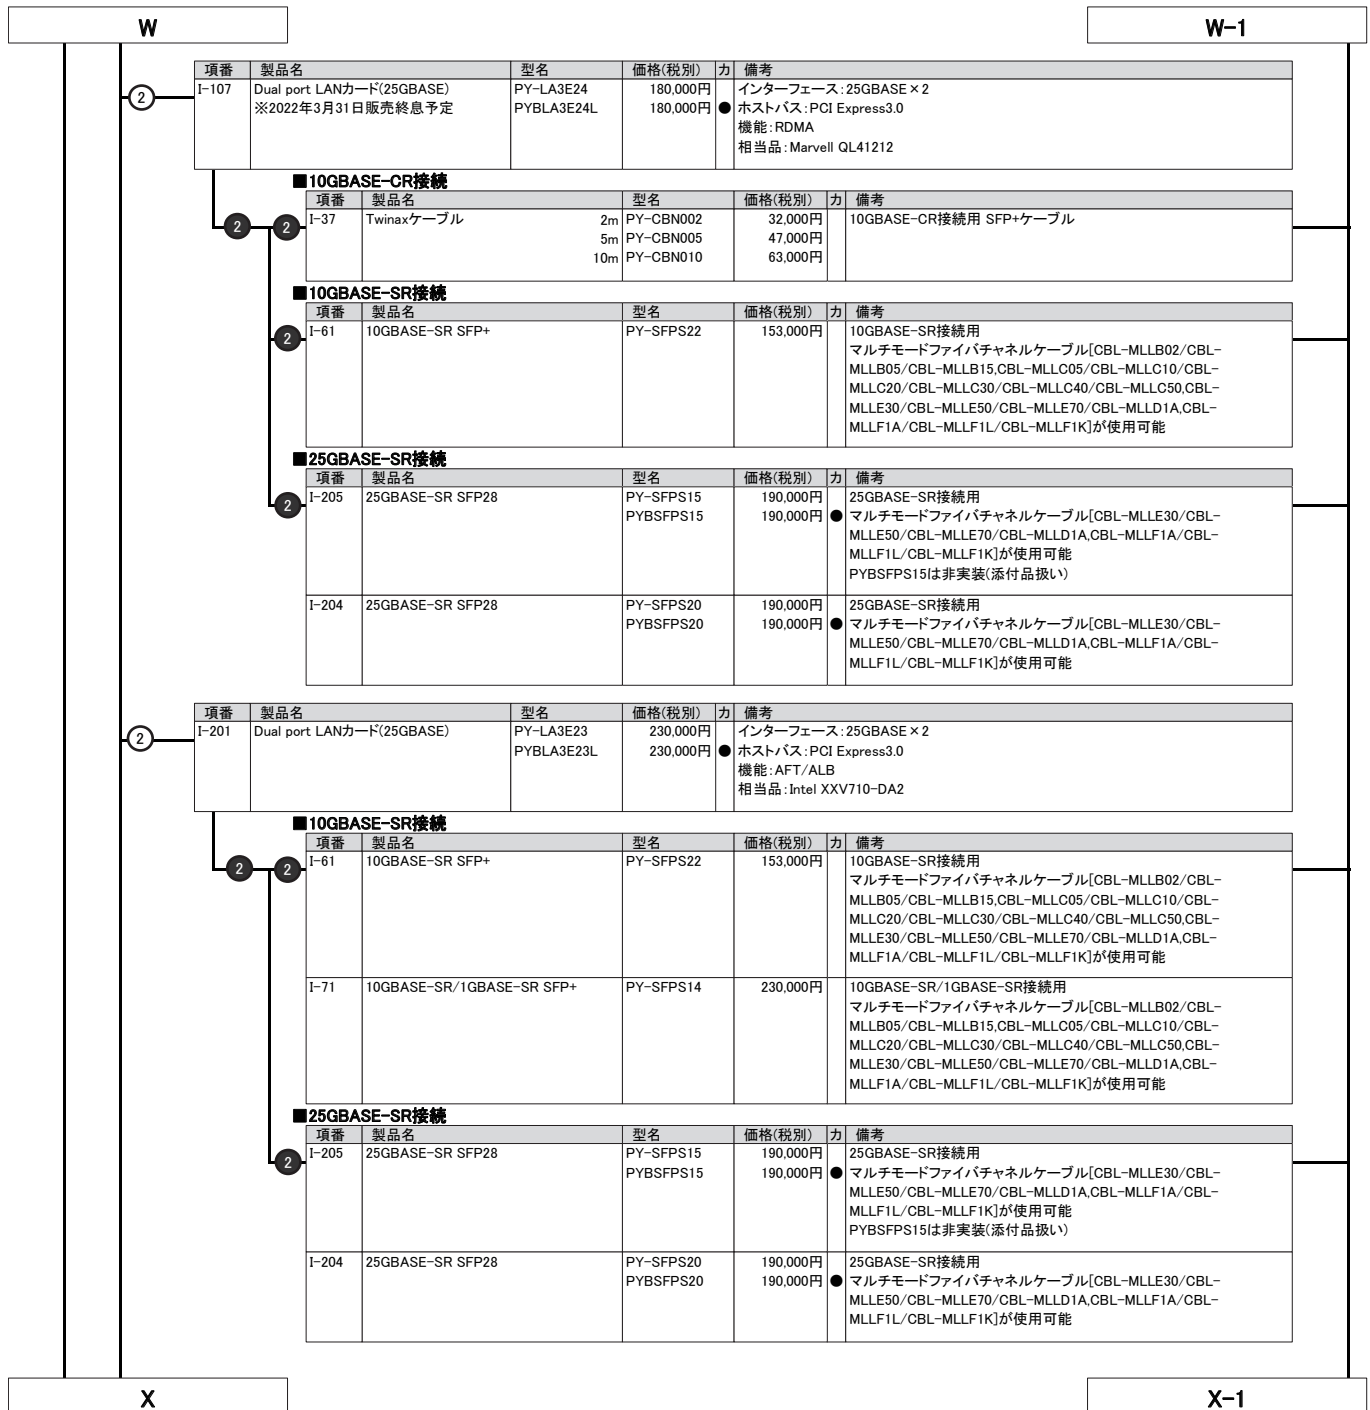 W
W-1
項番 製品名 型名 価格(税別) カ 備考
I-107 Dual port LANカード(25GBASE) PY-LA3E24 180,000円 インターフェース:25GBASE×2
※2022年3月31日販売終息予定 PYBLA3E24L 180,000円 ● ホストバス:PCI Express3.0
機能:RDMA
相当品:Marvell QL41212
2
■10GBASE-CR接続
項番 製品名 型名 価格(税別) カ 備考
2 2 I-37 Twinaxケーブル 2m PY-CBN002 32,000円 10GBASE-CR接続用 SFP+ケーブル
5m PY-CBN005 47,000円
10m PY-CBN010 63,000円
■10GBASE-SR接続
項番 製品名 型名 価格(税別) カ 備考
2 I-61 10GBASE-SR SFP+ PY-SFPS22 153,000円 10GBASE-SR接続用
マルチモードファイバチャネルケーブル[CBL-MLLB02/CBL-
MLLB05/CBL-MLLB15,CBL-MLLC05/CBL-MLLC10/CBL-
MLLC20/CBL-MLLC30/CBL-MLLC40/CBL-MLLC50,CBL-
MLLE30/CBL-MLLE50/CBL-MLLE70/CBL-MLLD1A,CBL-
MLLF1A/CBL-MLLF1L/CBL-MLLF1K]が使用可能
■25GBASE-SR接続
項番 製品名 型名 価格(税別) カ 備考
2 I-205 25GBASE-SR SFP28 PY-SFPS15 190,000円 25GBASE-SR接続用
PYBSFPS15 190,000円 ● マルチモードファイバチャネルケーブル[CBL-MLLE30/CBL-
MLLE50/CBL-MLLE70/CBL-MLLD1A,CBL-MLLF1A/CBL-
MLLF1L/CBL-MLLF1K]が使用可能
PYBSFPS15は非実装(添付品扱い)
I-204 25GBASE-SR SFP28 PY-SFPS20 190,000円 25GBASE-SR接続用
PYBSFPS20 190,000円 ● マルチモードファイバチャネルケーブル[CBL-MLLE30/CBL-
MLLE50/CBL-MLLE70/CBL-MLLD1A,CBL-MLLF1A/CBL-
MLLF1L/CBL-MLLF1K]が使用可能
項番 製品名 型名 価格(税別) カ 備考
2 I-201 Dual port LANカード(25GBASE) PY-LA3E23 230,000円 インターフェース:25GBASE×2
PYBLA3E23L 230,000円 ● ホストバス:PCI Express3.0
機能:AFT/ALB
相当品:Intel XXV710-DA2
■10GBASE-SR接続
項番 製品名 型名 価格(税別) カ 備考
2 2 I-61 10GBASE-SR SFP+ PY-SFPS22 153,000円 10GBASE-SR接続用
マルチモードファイバチャネルケーブル[CBL-MLLB02/CBL-
MLLB05/CBL-MLLB15,CBL-MLLC05/CBL-MLLC10/CBL-
MLLC20/CBL-MLLC30/CBL-MLLC40/CBL-MLLC50,CBL-
MLLE30/CBL-MLLE50/CBL-MLLE70/CBL-MLLD1A,CBL-
MLLF1A/CBL-MLLF1L/CBL-MLLF1K]が使用可能
I-71 10GBASE-SR/1GBASE-SR SFP+ PY-SFPS14 230,000円 10GBASE-SR/1GBASE-SR接続用
マルチモードファイバチャネルケーブル[CBL-MLLB02/CBL-
MLLB05/CBL-MLLB15,CBL-MLLC05/CBL-MLLC10/CBL-
MLLC20/CBL-MLLC30/CBL-MLLC40/CBL-MLLC50,CBL-
MLLE30/CBL-MLLE50/CBL-MLLE70/CBL-MLLD1A,CBL-
MLLF1A/CBL-MLLF1L/CBL-MLLF1K]が使用可能
■25GBASE-SR接続
項番 製品名 型名 価格(税別) カ 備考
2 I-205 25GBASE-SR SFP28 PY-SFPS15 190,000円 25GBASE-SR接続用
PYBSFPS15 190,000円 ● マルチモードファイバチャネルケーブル[CBL-MLLE30/CBL-
MLLE50/CBL-MLLE70/CBL-MLLD1A,CBL-MLLF1A/CBL-
MLLF1L/CBL-MLLF1K]が使用可能
PYBSFPS15は非実装(添付品扱い)
I-204 25GBASE-SR SFP28 PY-SFPS20 190,000円 25GBASE-SR接続用
PYBSFPS20 190,000円 ● マルチモードファイバチャネルケーブル[CBL-MLLE30/CBL-
MLLE50/CBL-MLLE70/CBL-MLLD1A,CBL-MLLF1A/CBL-
MLLF1L/CBL-MLLF1K]が使用可能
X
X-1